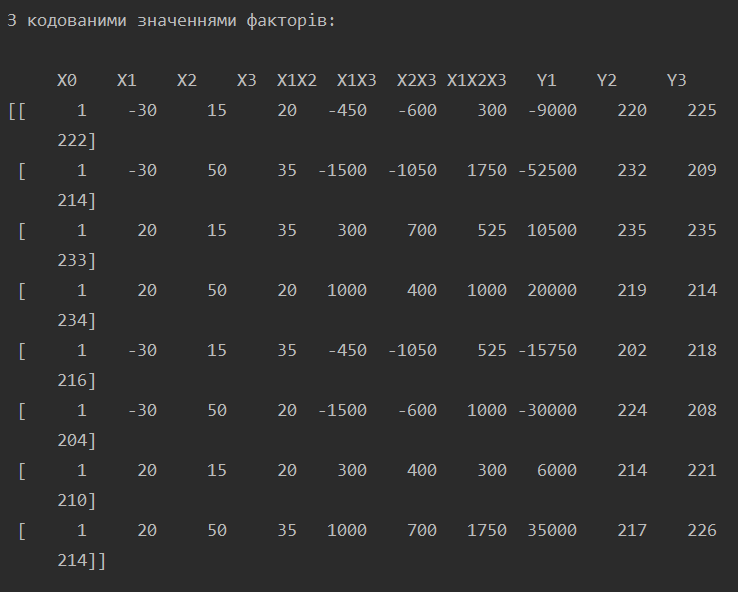 З кодованими значеннями факторів:
X0 X1 X2 X3 X1X2 X1X3 X2X3 X1X2X3 Y1 Y2 Y3
[[ 1 -30 15 20 -450 -600 300 -9000 220 225
222]
[ 1 -30 50 35 -1500 -1050 1750 -52500 232 209
214]
[ 1 20 15 35 300 700 525 10500 235 235
233]
[ 1 20 50 20 1000 400 1000 20000 219 214
234]
[ 1 -30 15 35 -450 -1050 525 -15750 202 218
216]
[ 1 -30 50 20 -1500 -600 1000 -30000 224 208
204]
[ 1 20 15 20 300 400 300 6000 214 221
210]
[ 1 20 50 35 1000 700 1750 35000 217 226
214]]